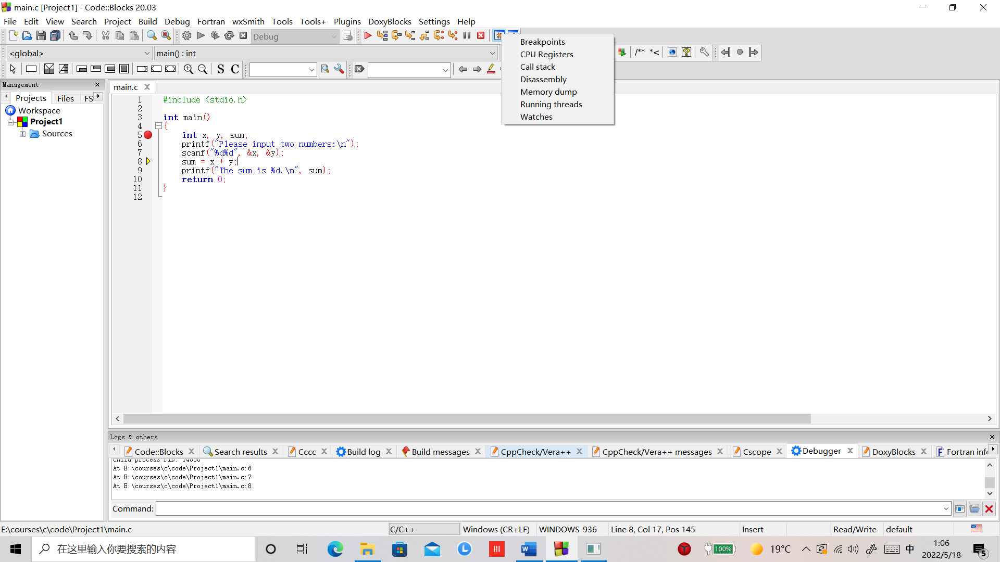 main.c [Project1] - Code::Blocks 20.03
File Edit View Search Project Build Debug Fortran wxSmith Tools Tools+ Plugins DoxyBlocks Settings Help
Debug
<global> main() : int /** *<
S C
Breakpoints
CPU Registers
Call stack
Disassembly
Memory dump
Running threads
Watches
Management
Projects Files FS
Workspace
Project1
Sources
main.c
1 #include <stdio.h>
2
3 int main()
4 {
5 int x, y, sum;
6 printf("Please input two numbers:\n");
7 scanf("%d%d", &x, &y);
8 sum = x + y;
9 printf("The sum is %d.\n", sum);
10 return 0;
11 }
12
Logs & others
Code::Blocks Search results Cccc Build log Build messages CppCheck/Vera++ CppCheck/Vera++ messages Cscope Debugger DoxyBlocks Fortran info
At E:\courses\c\code\Project1\main.c:6
At E:\courses\c\code\Project1\main.c:7
At E:\courses\c\code\Project1\main.c:8
Command:
E:\courses\c\code\Project1\main.c C/C++ Windows (CR+LF) WINDOWS-936 Line 8, Col 17, Pos 145 Insert Read/Write default
在这里输入你要搜索的内容 100% 19°C 中 1:06
2022/5/18 5